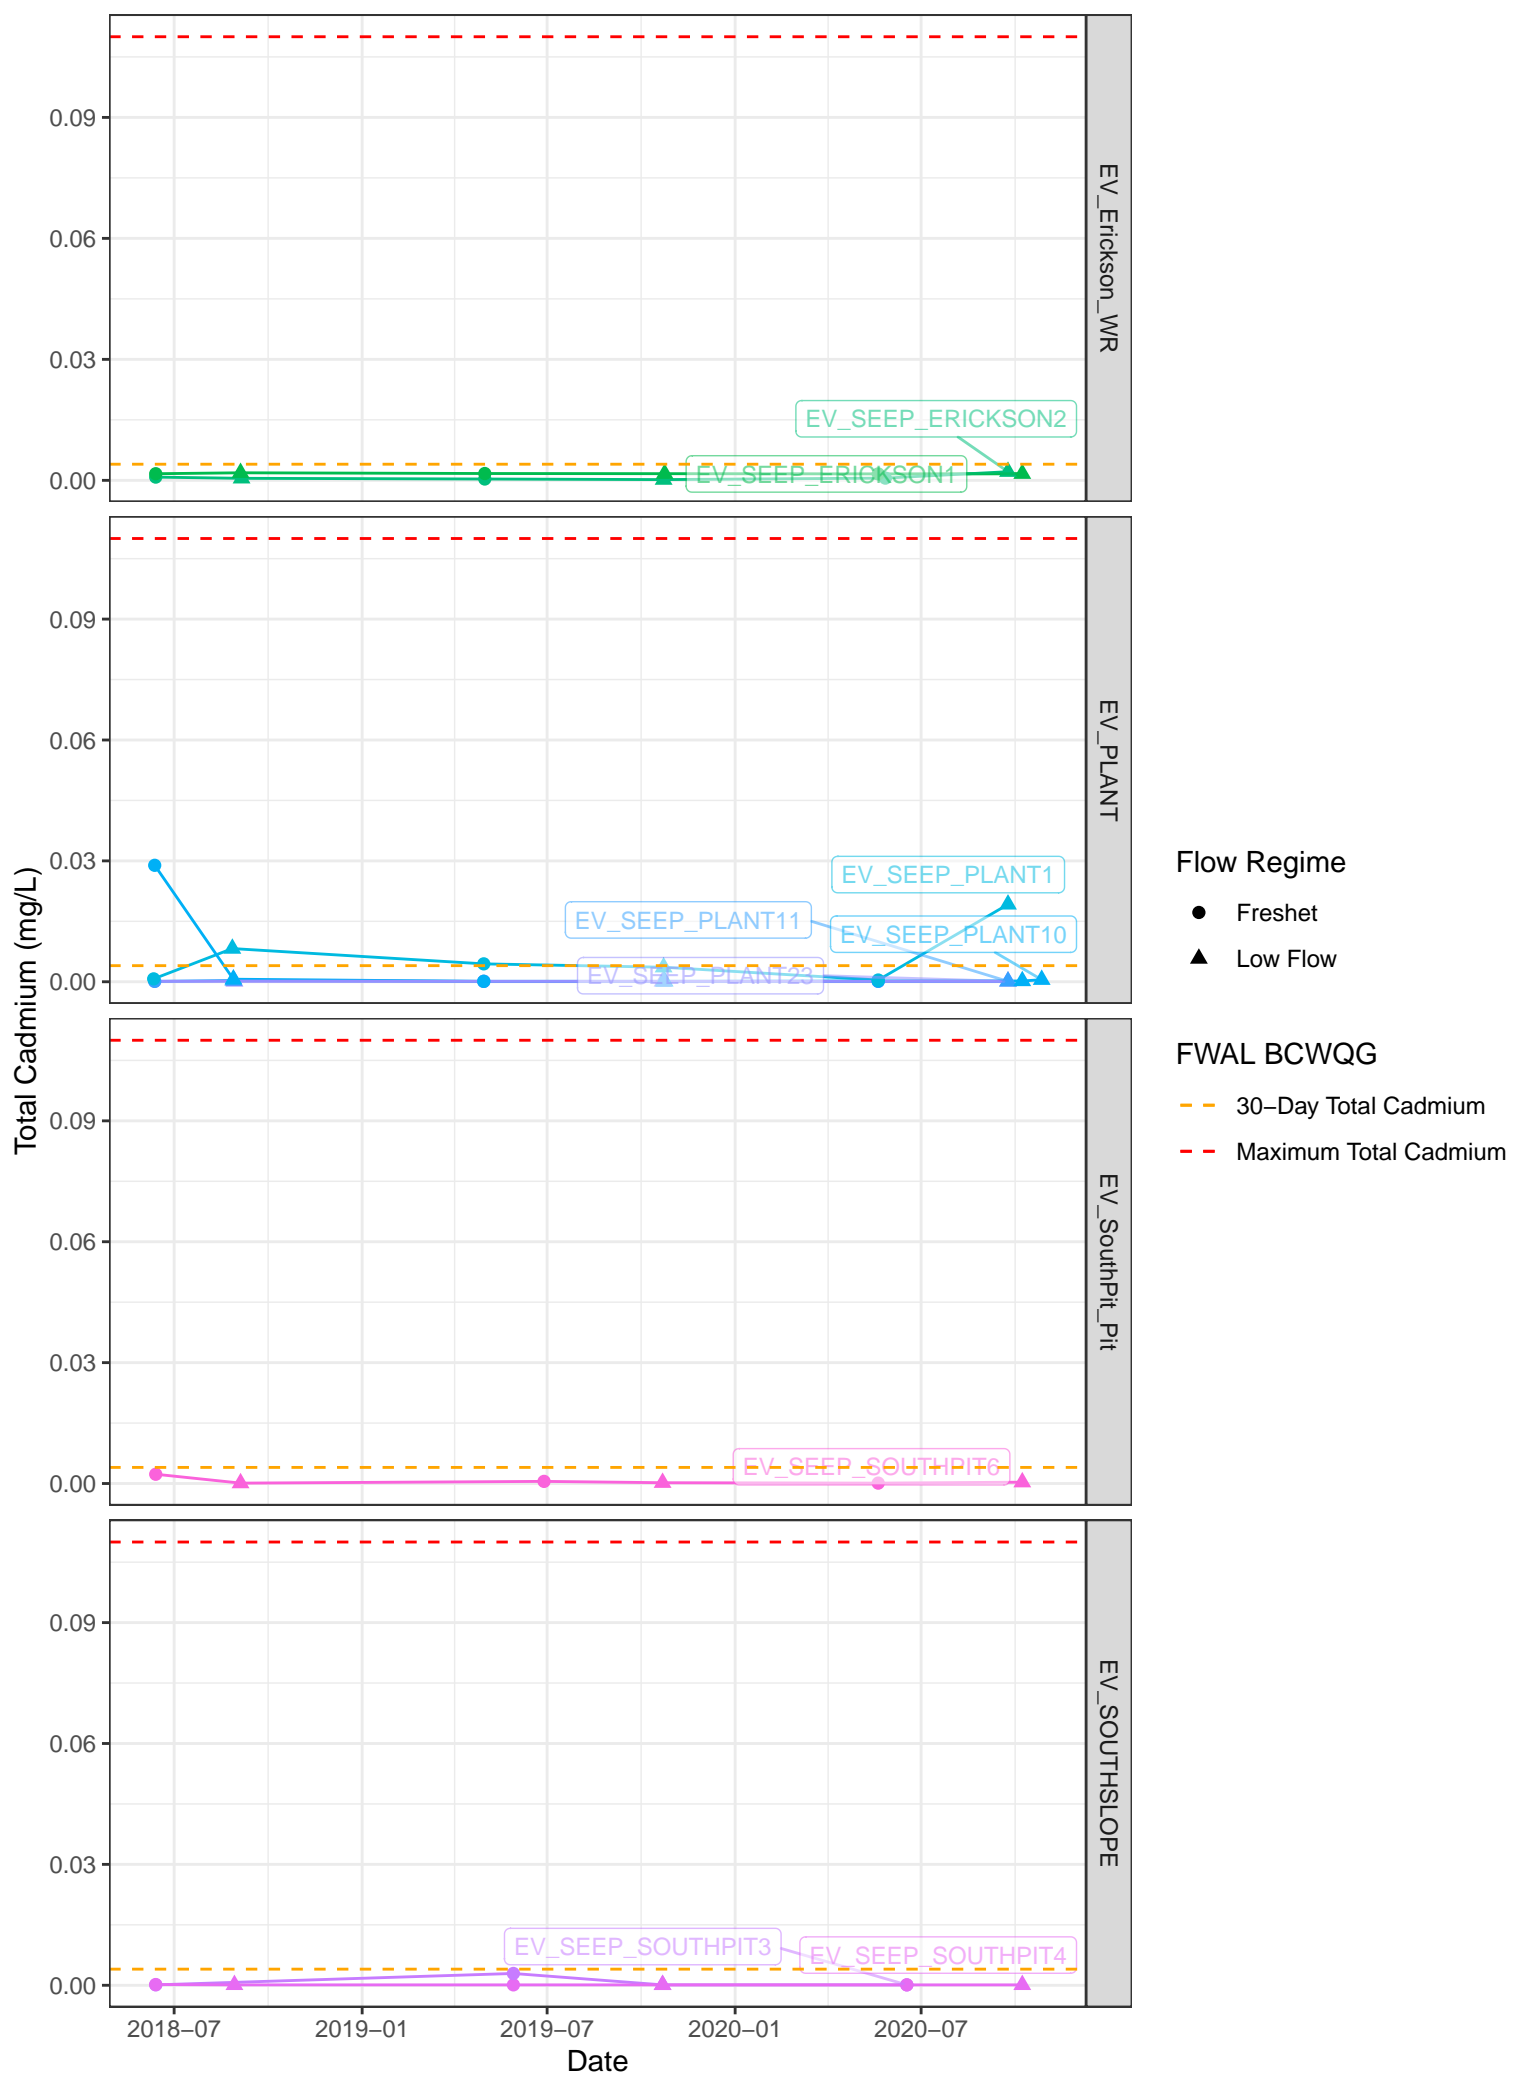 0.09
0.06
0.03
0.00
EV_SEEP_ERICKSON2
EV_SEEP_ERICKSON1
EV_Erickson_WR
0.09
0.06
0.03
0.00
EV_SEEP_PLANT1
EV_SEEP_PLANT11
EV_SEEP_PLANT10
EV_SEEP_PLANT23
EV_PLANT
Total Cadmium (mg/L)
0.09
0.06
0.03
0.00
EV_SEEP_SOUTHPIT6
EV_SouthPit_Pit
0.09
0.06
0.03
0.00
EV_SEEP_SOUTHPIT3
EV_SEEP_SOUTHPIT4
EV_SOUTHSLOPE
2018−07
2019−01
2019−07
2020−01
2020−07
Date
Flow Regime
Freshet
Low Flow
FWAL BCWQG
30−Day Total Cadmium
Maximum Total Cadmium